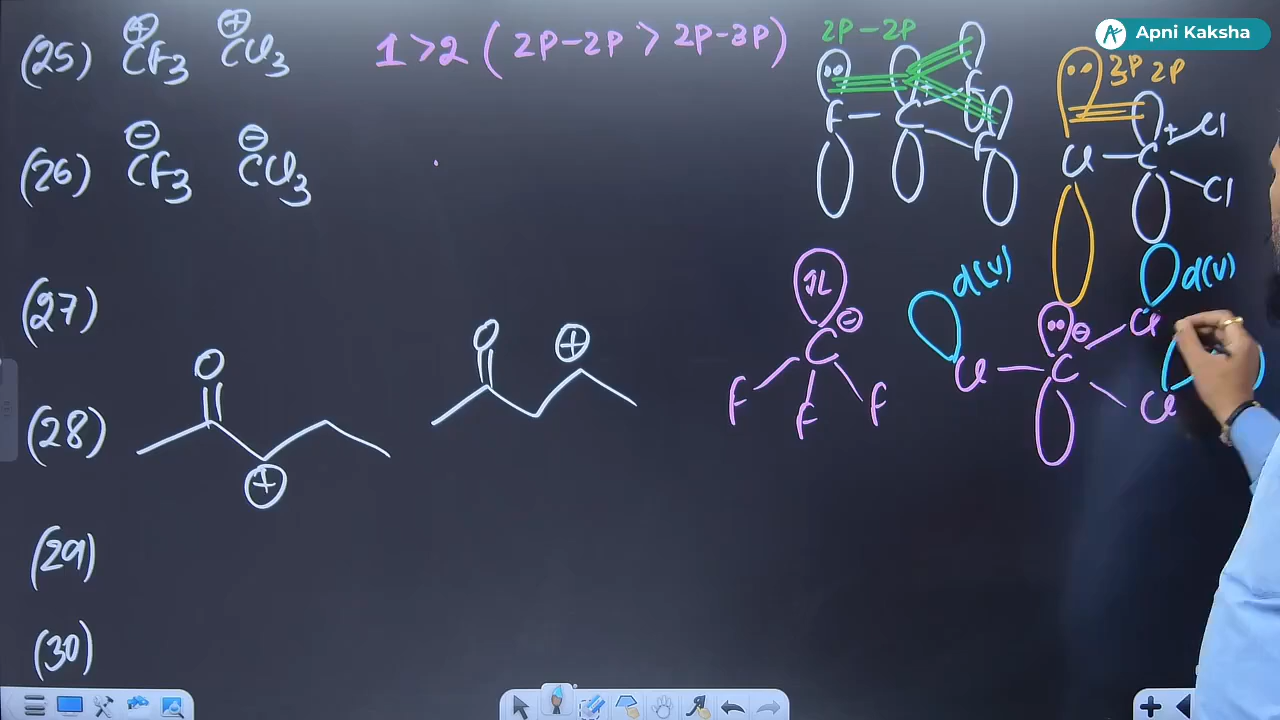 Apni Kaksha
(25) ⊕CF3 ⊕CCl3 1 > 2 ( 2P-2P > 2P-3P )
2P-2P
F C + F F
3P 2P
Cl C + Cl Cl
(26) ⊖CF3 ⊖CCl3
(27)
1L ⊖ C F F F
d(V) d(V)
⊖ Cl C Cl Cl
(28) O ⊕ O ⊕
(29)
(30)